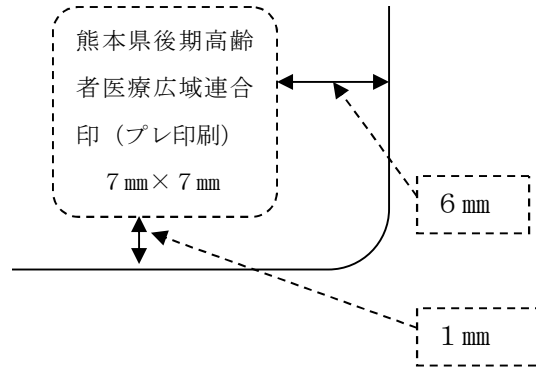 熊本県後期高齢
者医療広域連合
印（プレ印刷）
７㎜×７㎜
６㎜
１㎜